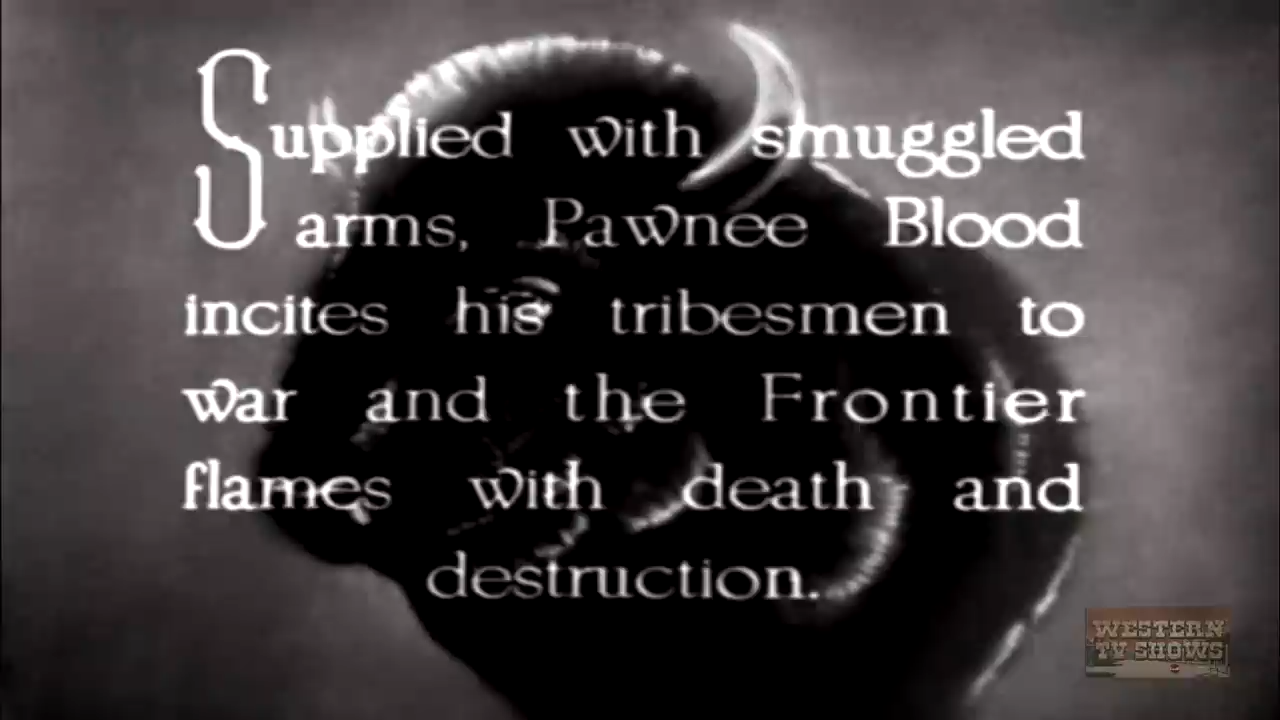 Supplied with smuggled
arms, Pawnee Blood
incites his tribesmen to
war and the Frontier
flames with death and
destruction.
WESTERN
TV SHOWS